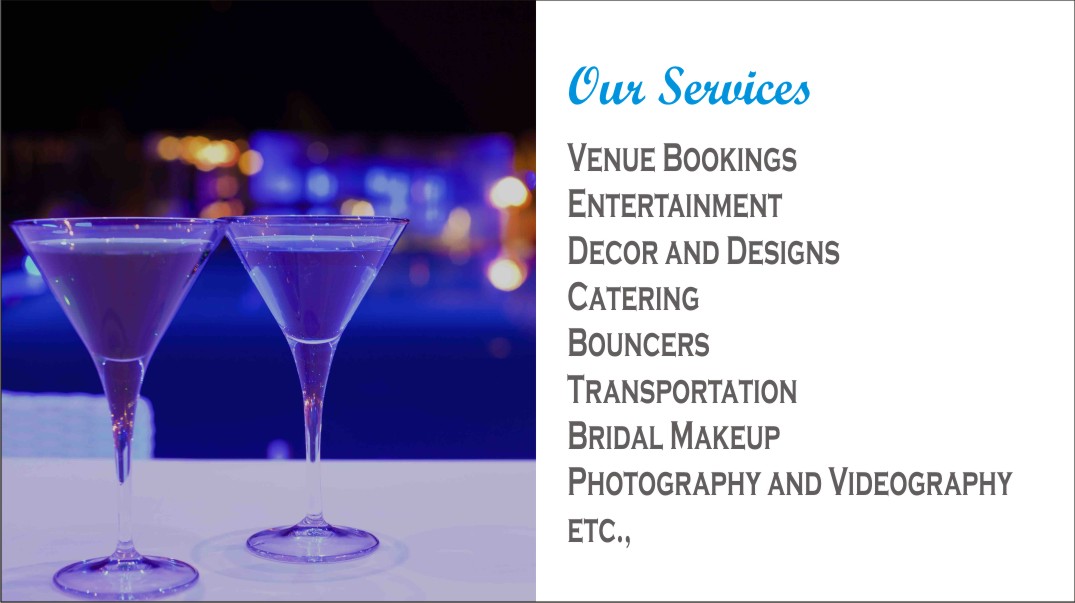 Our Services
Venue Bookings
Entertainment
Decor and Designs
Catering
Bouncers
Transportation
Bridal Makeup
Photography and Videography
etc.,